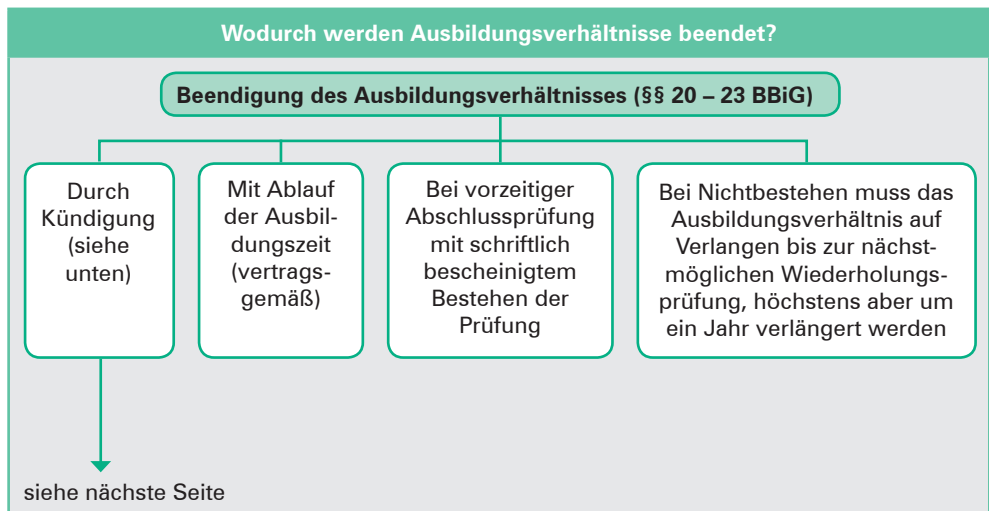 Wodurch werden Ausbildungsverhältnisse beendet?
Beendigung des Ausbildungsverhältnisses (§§ 20 – 23 BBiG)
Durch
Kündigung
(siehe
unten)
Mit Ablauf
der Ausbil-
dungszeit
(vertrags-
gemäß)
Bei vorzeitiger
Abschlussprüfung
mit schriftlich
bescheinigtem
Bestehen der
Prüfung
Bei Nichtbestehen muss das
Ausbildungsverhältnis auf
Verlangen bis zur nächst-
möglichen Wiederholungs-
prüfung, höchstens aber um
ein Jahr verlängert werden
siehe nächste Seite